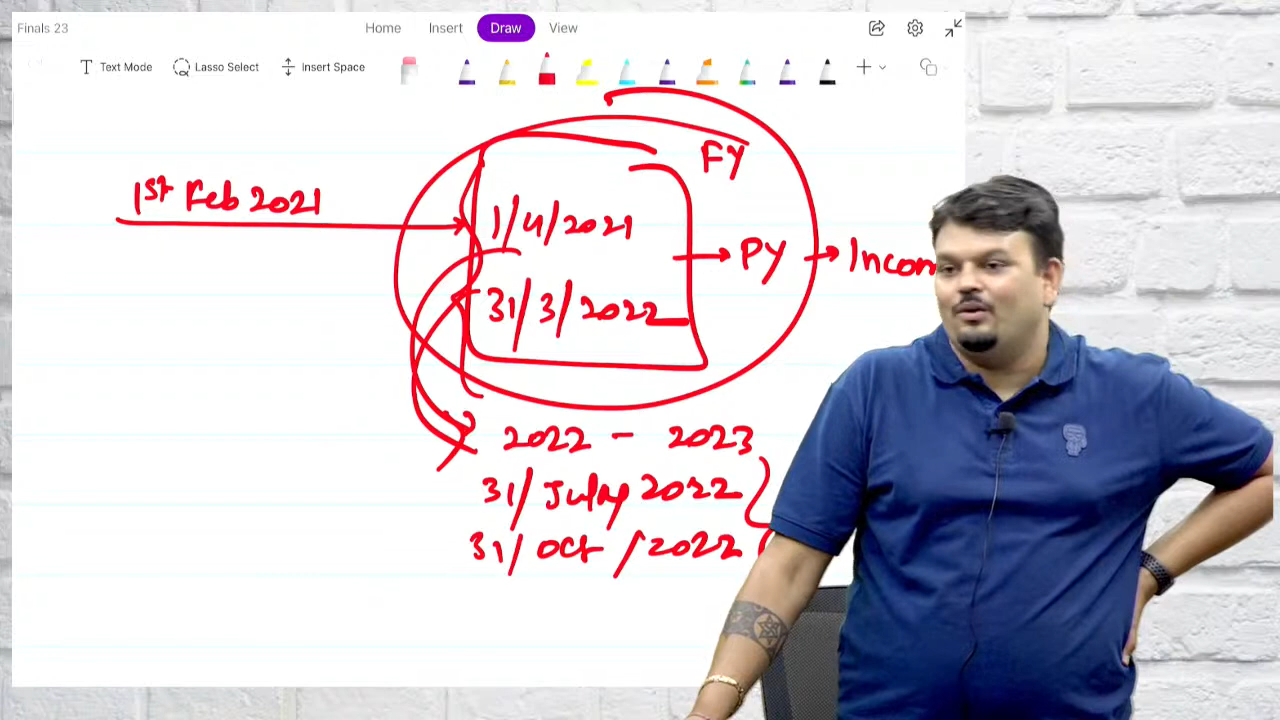 Finals 23
Home Insert Draw View
Text Mode Lasso Select Insert Space
FY
1st Feb 2021
1/4/2021
PY
Incom
31/3/2022
2022 - 2023
31/July 2022
31/Oct/2022